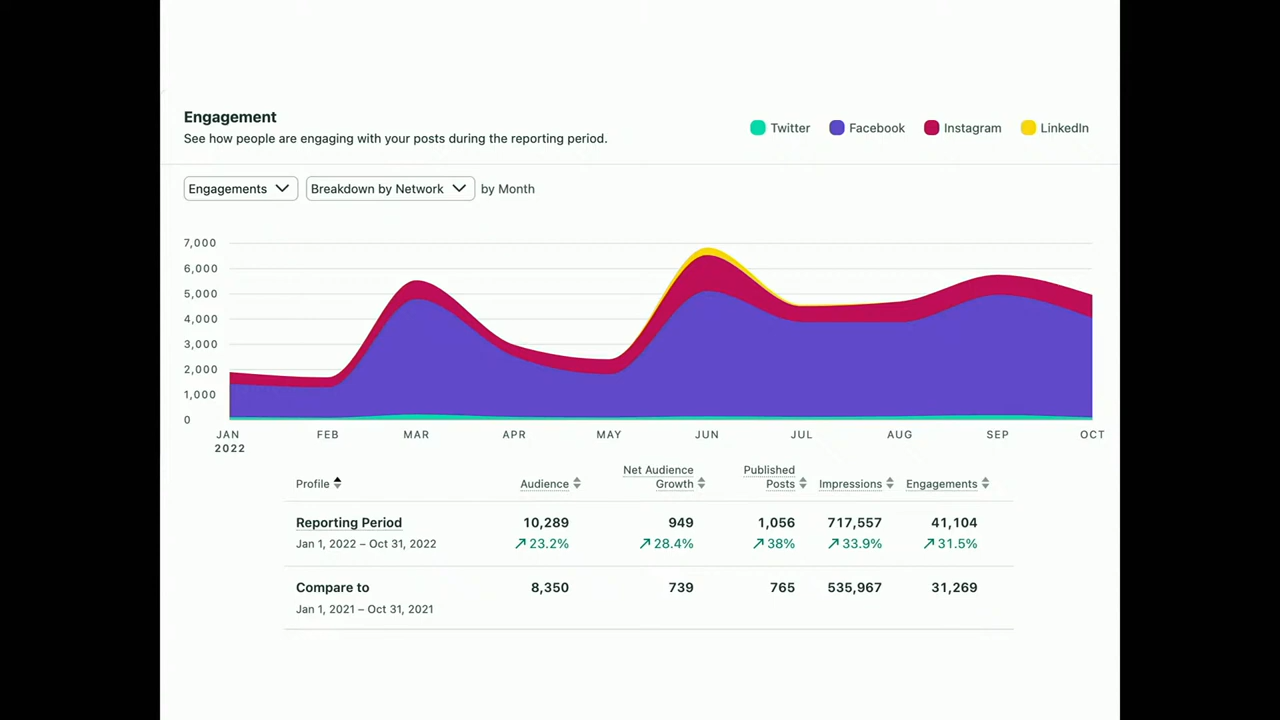 Engagement
See how people are engaging with your posts during the reporting period.
Twitter Facebook Instagram LinkedIn
Engagements Breakdown by Network by Month
7,000
6,000
5,000
4,000
3,000
2,000
1,000
0
JAN FEB MAR APR MAY JUN JUL AUG SEP OCT
2022
Profile Audience Net Audience Growth Published Posts Impressions Engagements
Reporting Period 10,289 949 1,056 717,557 41,104
Jan 1, 2022 – Oct 31, 2022 ↗23.2% ↗28.4% ↗38% ↗33.9% ↗31.5%
Compare to 8,350 739 765 535,967 31,269
Jan 1, 2021 – Oct 31, 2021